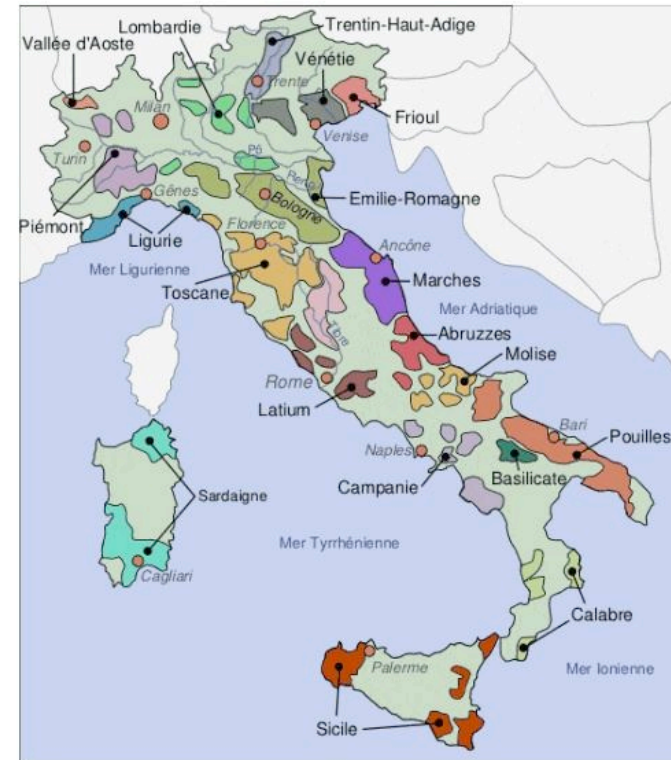 Trentin-Haut-Adige
Lombardie
Vallée d'Aoste
Vénétie
Trente
Milan
Frioul
Venise
Turin
Pô
Reno
Gênes
Emilie-Romagne
Bologne
Piémont
Florence
Ligurie
Ancône
Mer Ligurienne
Marches
Toscane
Mer Adriatique
Tibre
Abruzzes
Molise
Rome
Latium
Bari
Pouilles
Naples
Basilicate
Campanie
Sardaigne
Mer Tyrrhénienne
Cagliari
Calabre
Palerme
Mer Ionienne
Sicile